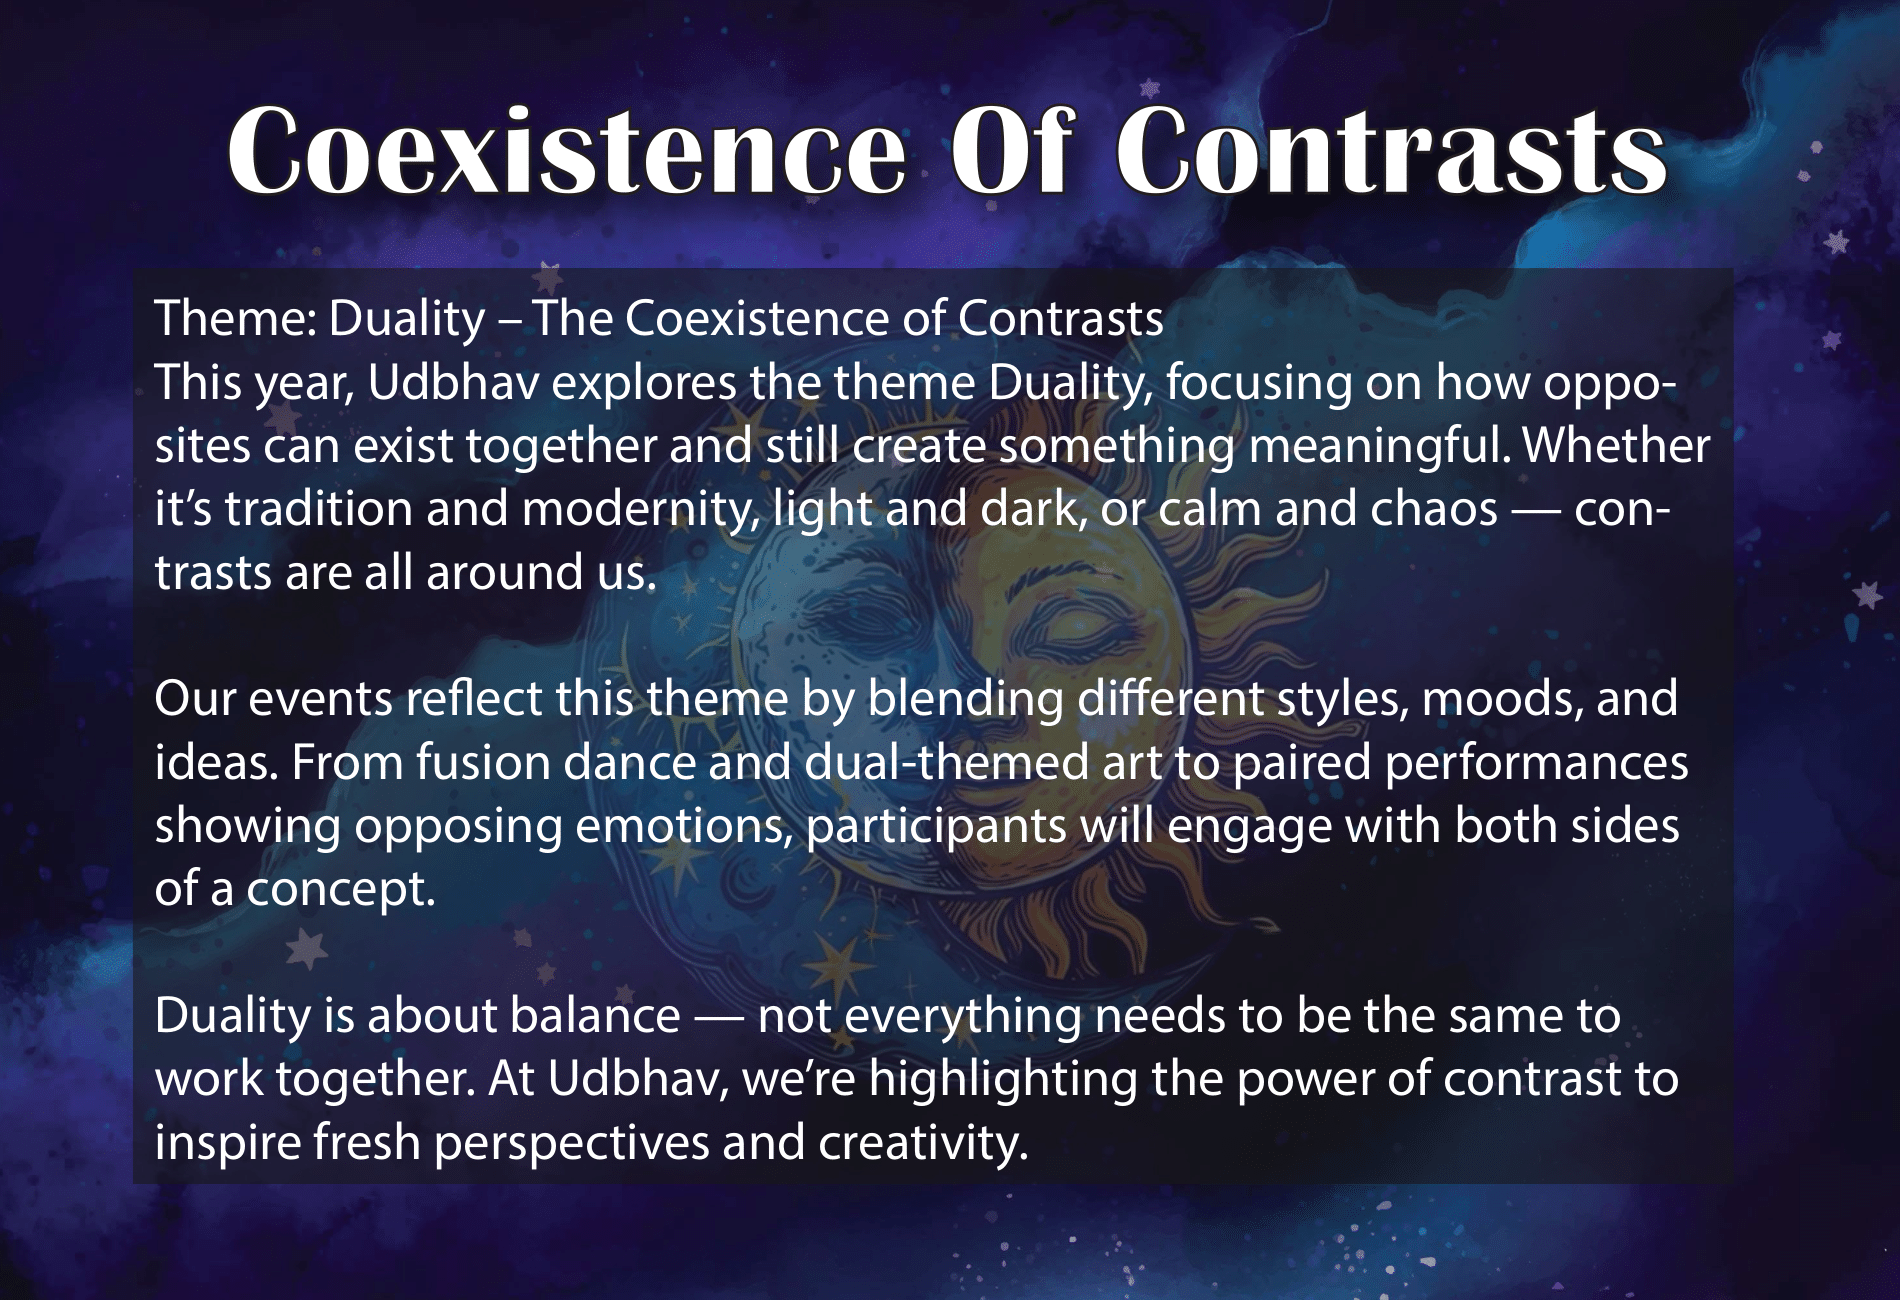 Coexistence Of Contrasts
Theme: Duality – The Coexistence of Contrasts
This year, Udbhav explores the theme Duality, focusing on how oppo-
sites can exist together and still create something meaningful. Whether
it’s tradition and modernity, light and dark, or calm and chaos — con-
trasts are all around us.
Our events reflect this theme by blending different styles, moods, and
ideas. From fusion dance and dual-themed art to paired performances
showing opposing emotions, participants will engage with both sides
of a concept.
Duality is about balance — not everything needs to be the same to
work together. At Udbhav, we’re highlighting the power of contrast to
inspire fresh perspectives and creativity.